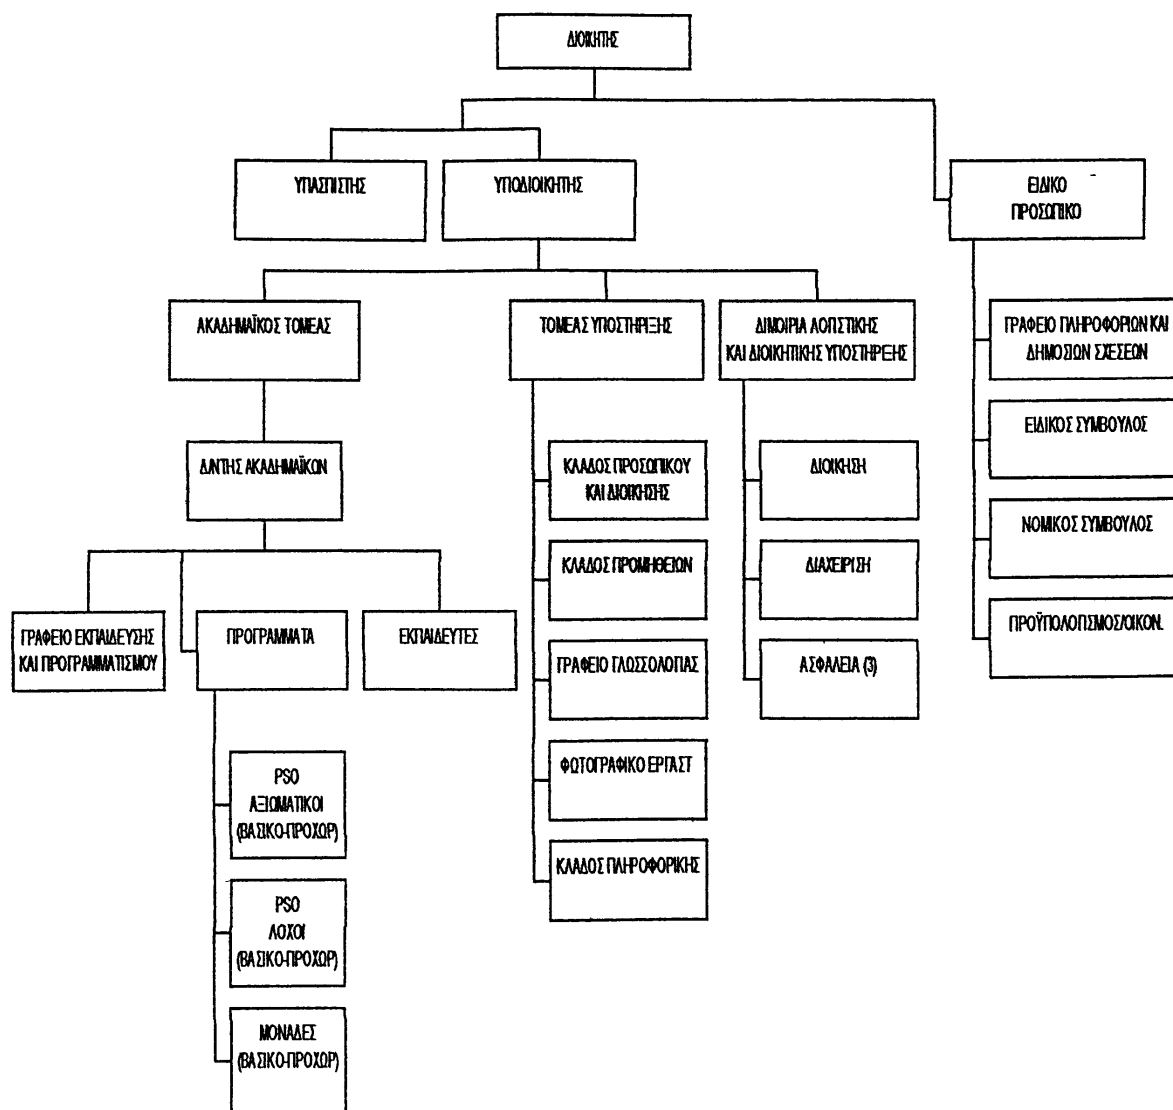 ΔΙΟΙΚΗΤΗΣ
ΥΠΑΣΠΙΣΤΗΣ
ΥΠΟΔΙΟΙΚΗΤΗΣ
ΕΙΔΙΚΟ
ΠΡΟΣΩΠΙΚΟ
ΑΚΑΔΗΜΑΪΚΟΣ ΤΟΜΕΑΣ
ΤΟΜΕΑΣ ΥΠΟΣΤΗΡΙΞΗΣ
ΔΙΜΟΙΡΙΑ ΛΟΓΙΣΤΙΚΗΣ
ΚΑΙ ΔΙΟΙΚΗΤΙΚΗΣ ΥΠΟΣΤΗΡΕΞΗΣ
ΓΡΑΦΕΙΟ ΠΛΗΡΟΦΟΡΙΩΝ ΚΑΙ
ΔΗΜΟΣΙΩΝ ΣΧΕΣΕΩΝ
ΕΙΔΙΚΟΣ ΣΥΜΒΟΥΛΟΣ
ΝΟΜΙΚΟΣ ΣΥΜΒΟΥΛΟΣ
ΠΡΟΫΠΟΛΟΓΙΣΜΟΣ/ΟΙΚΟΝ.
Δ/ΝΤΗΣ ΑΚΑΔΗΜΑΪΚΩΝ
ΓΡΑΦΕΙΟ ΕΚΠΑΙΔΕΥΣΗΣ
ΚΑΙ ΠΡΟΓΡΑΜΜΑΤΙΣΜΟΥ
ΠΡΟΓΡΑΜΜΑΤΑ
ΕΚΠΑΙΔΕΥΤΕΣ
PSO
ΑΞΙΩΜΑΤΙΚΟΙ
(ΒΑΣΙΚΟ-ΠΡΟΧΩΡ)
PSO
ΛΟΧΟΙ
(ΒΑΣΙΚΟ-ΠΡΟΧΩΡ)
ΜΟΝΑΔΕΣ
(ΒΑΣΙΚΟ-ΠΡΟΧΩΡ)
ΚΛΑΔΟΣ ΠΡΟΣΩΠΙΚΟΥ
ΚΑΙ ΔΙΟΙΚΗΣΗΣ
ΚΛΑΔΟΣ ΠΡΟΜΗΘΕΙΩΝ
ΓΡΑΦΕΙΟ ΓΛΩΣΣΟΛΟΓΙΑΣ
ΦΩΤΟΓΡΑΦΙΚΟ ΕΡΓΑΣΤ
ΚΛΑΔΟΣ ΠΛΗΡΟΦΟΡΙΚΗΣ
ΔΙΟΙΚΗΣΗ
ΔΙΑΧΕΙΡΙΣΗ
ΑΣΦΑΛΕΙΑ (3)